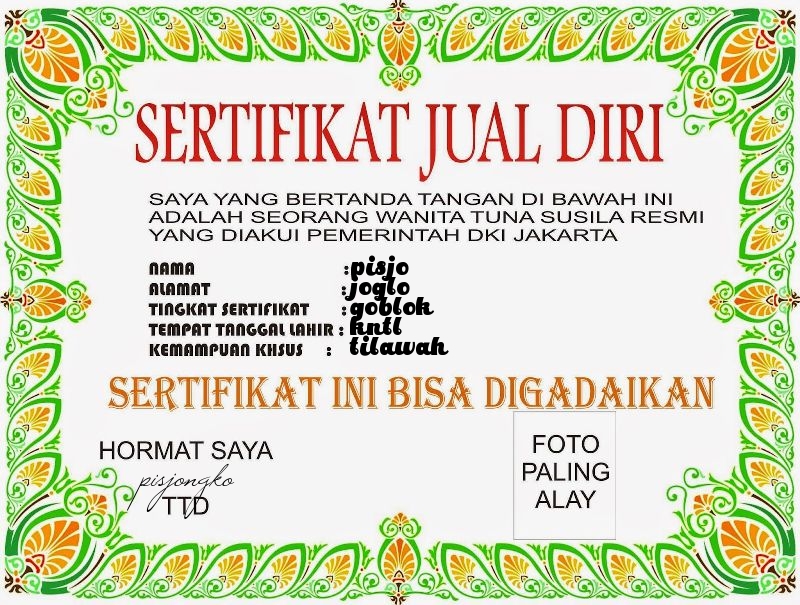 SERTIFIKAT JUAL DIRI
SAYA YANG BERTANDA TANGAN DI BAWAH INI
ADALAH SEORANG WANITA TUNA SUSILA RESMI
YANG DIAKUI PEMERINTAH DKI JAKARTA
NAMA :pisjo
ALAMAT :joglo
TINGKAT SERTIFIKAT :goblok
TEMPAT TANGGAL LAHIR : kntl
KEMAMPUAN KHSUS : tilawah
SERTIFIKAT INI BISA DIGADAIKAN
HORMAT SAYA
pisjongko
TTD
FOTO
PALING
ALAY